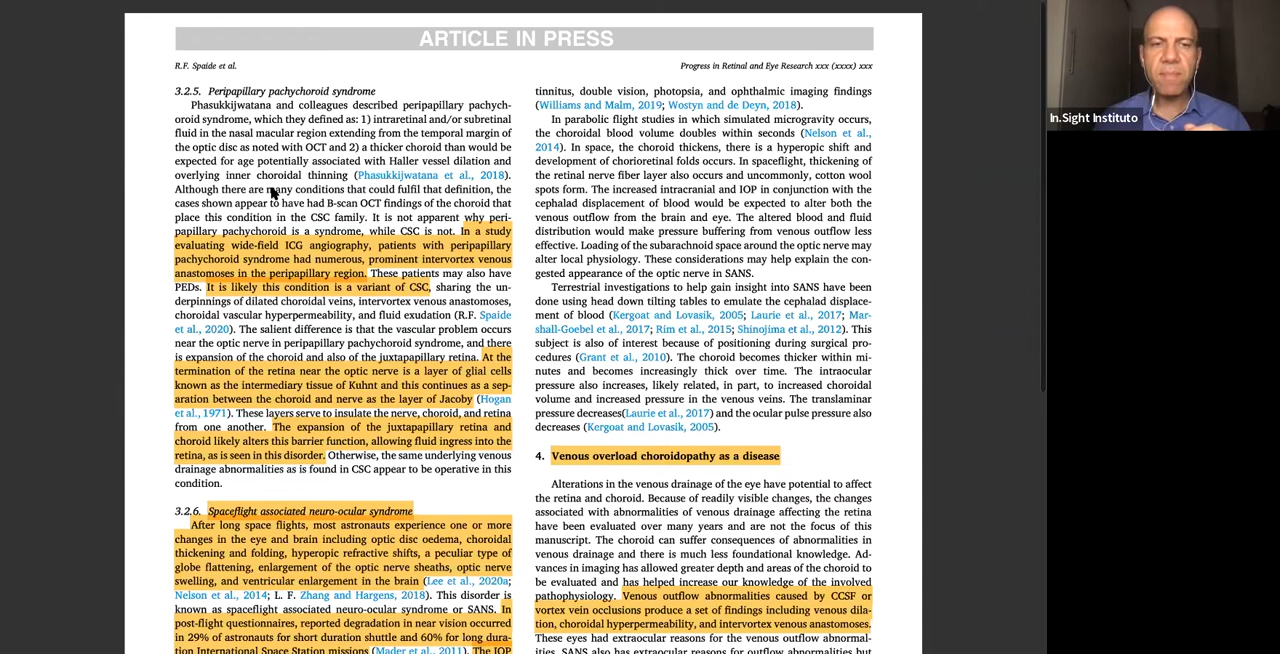 ARTICLE IN PRESS
R.F. Spaide et al.
Progress in Retinal and Eye Research xxx (xxxx) xxx
3.2.5. Peripapillary pachychoroid syndrome
Phasukkijwatana and colleagues described peripapillary pachych-
oroid syndrome, which they defined as: 1) intraretinal and/or subretinal
fluid in the nasal macular region extending from the temporal margin of
the optic disc as noted with OCT and 2) a thicker choroid than would be
expected for age potentially associated with Haller vessel dilation and
overlying inner choroidal thinning (Phasukkijwatana et al., 2018).
Although there are many conditions that could fulfil that definition, the
cases shown appear to have had B-scan OCT findings of the choroid that
place this condition in the CSC family. It is not apparent why peri-
papillary pachychoroid is a syndrome, while CSC is not. In a study
evaluating wide-field ICG angiography, patients with peripapillary
pachychoroid syndrome had numerous, prominent intervortex venous
anastomoses in the peripapillary region. These patients may also have
PEDs. It is likely this condition is a variant of CSC, sharing the un-
derpinnings of dilated choroidal veins, intervortex venous anastomoses,
choroidal vascular hyperpermeability, and fluid exudation (R.F. Spaide
et al., 2020). The salient difference is that the vascular problem occurs
near the optic nerve in peripapillary pachychoroid syndrome, and there
is expansion of the choroid and also of the juxtapapillary retina. At the
termination of the retina near the optic nerve is a layer of glial cells
known as the intermediary tissue of Kuhnt and this continues as a sep-
aration between the choroid and nerve as the layer of Jacoby (Hogan
et al., 1971). These layers serve to insulate the nerve, choroid, and retina
from one another. The expansion of the juxtapapillary retina and
choroid likely alters this barrier function, allowing fluid ingress into the
retina, as is seen in this disorder. Otherwise, the same underlying venous
drainage abnormalities as is found in CSC appear to be operative in this
condition.
3.2.6. Spaceflight associated neuro-ocular syndrome
After long space flights, most astronauts experience one or more
changes in the eye and brain including optic disc oedema, choroidal
thickening and folding, hyperopic refractive shifts, a peculiar type of
globe flattening, enlargement of the optic nerve sheaths, optic nerve
swelling, and ventricular enlargement in the brain (Lee et al., 2020a;
Nelson et al., 2014; L. F. Zhang and Hargens, 2018). This disorder is
known as spaceflight associated neuro-ocular syndrome or SANS. In
post-flight questionnaires, reported degradation in near vision occurred
in 29% of astronauts for short duration shuttle and 60% for long dura-
tion International Space Station missions (Mader et al., 2011). The IOP
tinnitus, double vision, photopsia, and ophthalmic imaging findings
(Williams and Malm, 2019; Wostyn and de Deyn, 2018).
In parabolic flight studies in which simulated microgravity occurs,
the choroidal blood volume doubles within seconds (Nelson et al.,
2014). In space, the choroid thickens, there is a hyperopic shift and
development of chorioretinal folds occurs. In spaceflight, thickening of
the retinal nerve fiber layer also occurs and uncommonly, cotton wool
spots form. The increased intracranial and IOP in conjunction with the
cephalad displacement of blood would be expected to alter both the
venous outflow from the brain and eye. The altered blood and fluid
distribution would make pressure buffering from venous outflow less
effective. Loading of the subarachnoid space around the optic nerve may
alter local physiology. These considerations may help explain the con-
gested appearance of the optic nerve in SANS.
Terrestrial investigations to help gain insight into SANS have been
done using head down tilting tables to emulate the cephalad displace-
ment of blood (Kergoat and Lovasik, 2005; Laurie et al., 2017; Mar-
shall-Goebel et al., 2017; Rim et al., 2015; Shinojima et al., 2012). This
subject is also of interest because of positioning during surgical pro-
cedures (Grant et al., 2010). The choroid becomes thicker within mi-
nutes and becomes increasingly thick over time. The intraocular
pressure also increases, likely related, in part, to increased choroidal
volume and increased pressure in the venous veins. The translaminar
pressure decreases(Laurie et al., 2017) and the ocular pulse pressure also
decreases (Kergoat and Lovasik, 2005).
4. Venous overload choroidopathy as a disease
Alterations in the venous drainage of the eye have potential to affect
the retina and choroid. Because of readily visible changes, the changes
associated with abnormalities of venous drainage affecting the retina
have been evaluated over many years and are not the focus of this
manuscript. The choroid can suffer consequences of abnormalities in
venous drainage and there is much less foundational knowledge. Ad-
vances in imaging has allowed greater depth and areas of the choroid to
be evaluated and has helped increase our knowledge of the involved
pathophysiology. Venous outflow abnormalities caused by CCSF or
vortex vein occlusions produce a set of findings including venous dila-
tion, choroidal hyperpermeability, and intervortex venous anastomoses.
These eyes had extraocular reasons for the venous outflow abnormal-
ities. SANS also has extraocular reasons for outflow abnormalities but
In.Sight Instituto